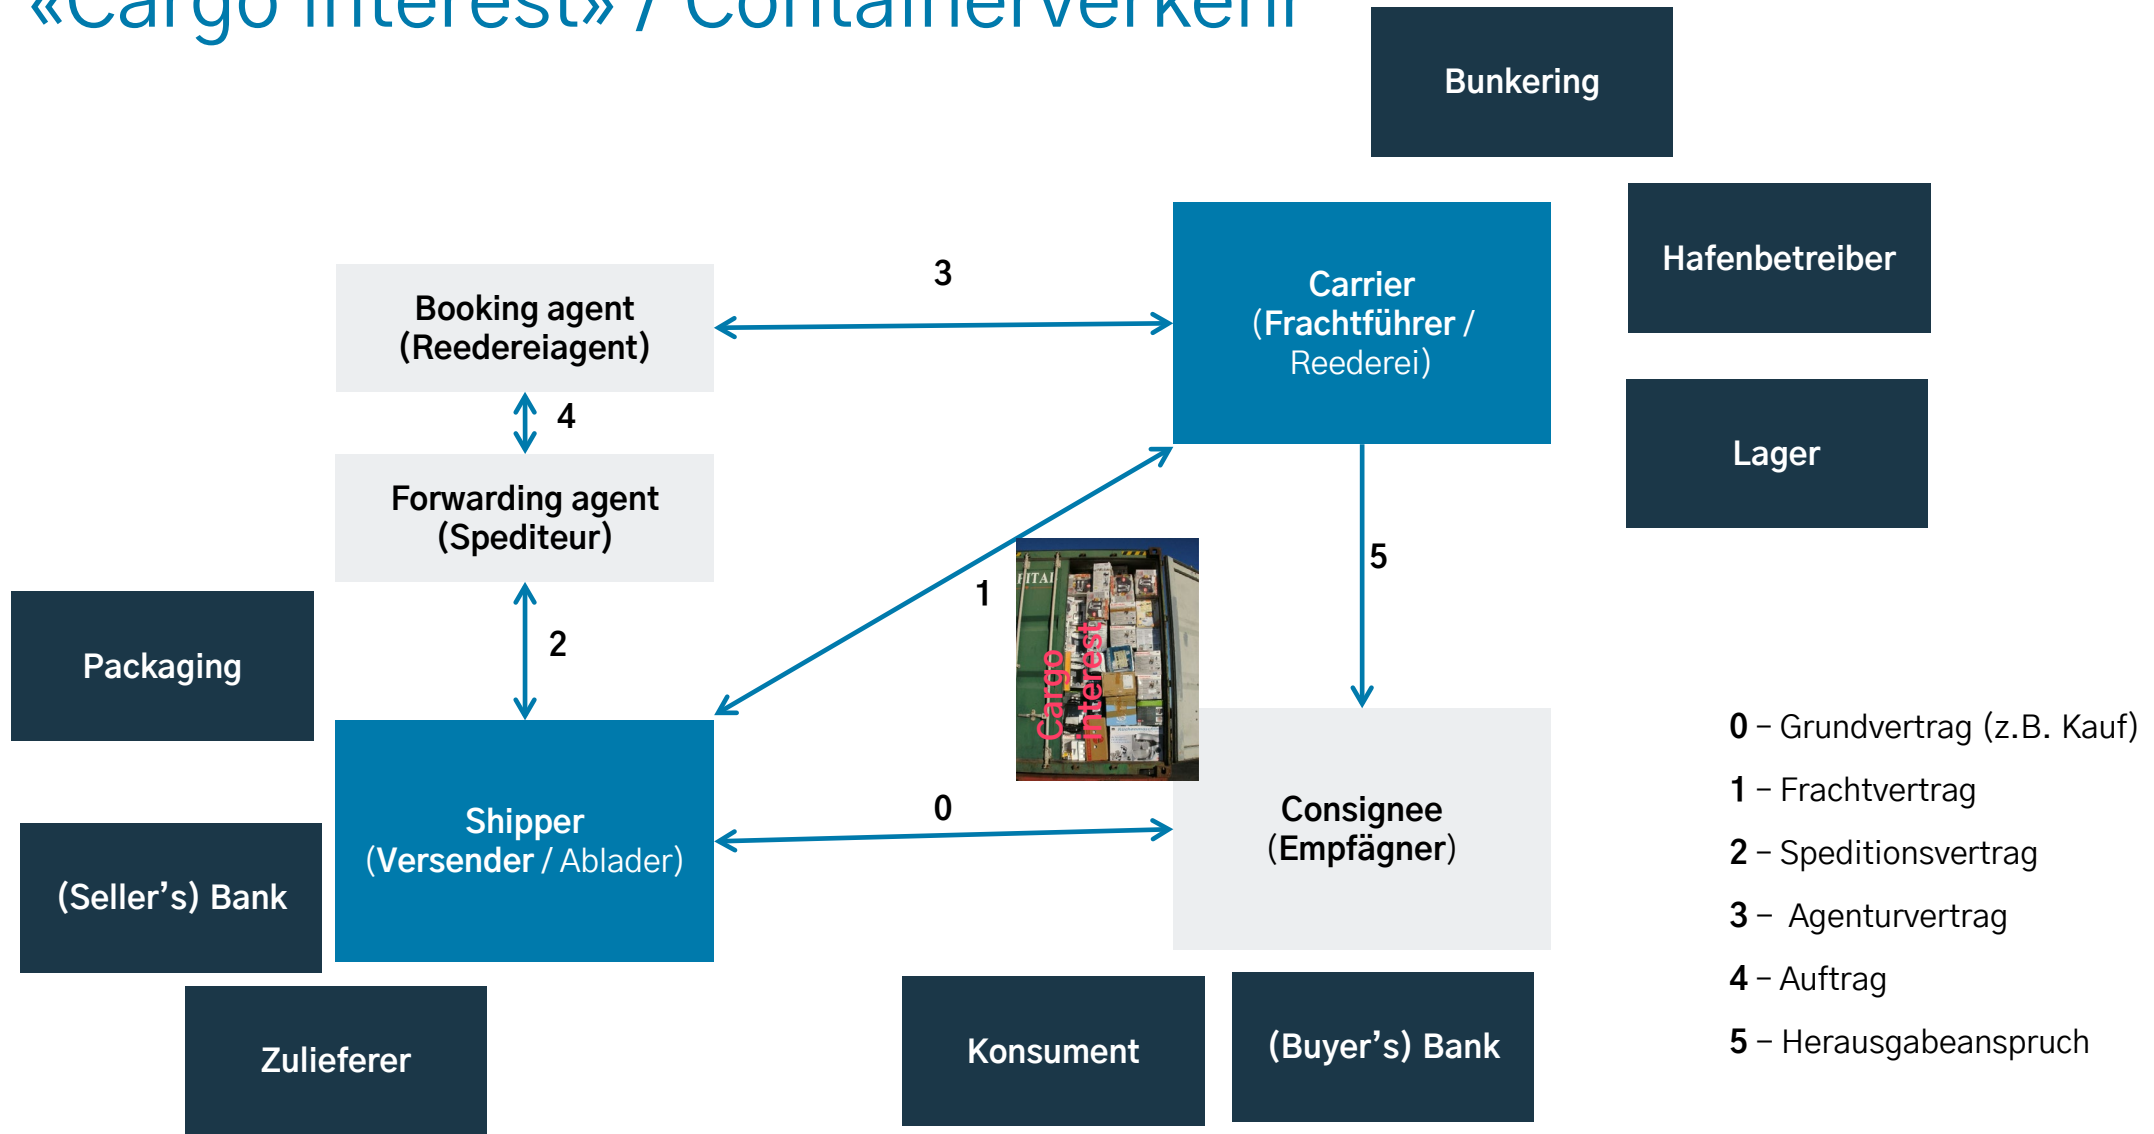 «Cargo interest» / Containerverkehr
Bunkering
Hafenbetreiber
Lager
Carrier
(Frachtführer /
Reederei)
3
Booking agent
(Reedereiagent)
4
Forwarding agent
(Spediteur)
1
5
2
Packaging
Cargo
interest
Shipper
(Versender / Ablader)
0
Consignee
(Empfägner)
(Seller’s) Bank
Zulieferer
Konsument
(Buyer’s) Bank
0 – Grundvertrag (z.B. Kauf)
1 – Frachtvertrag
2 – Speditionsvertrag
3 – Agenturvertrag
4 – Auftrag
5 – Herausgabeanspruch